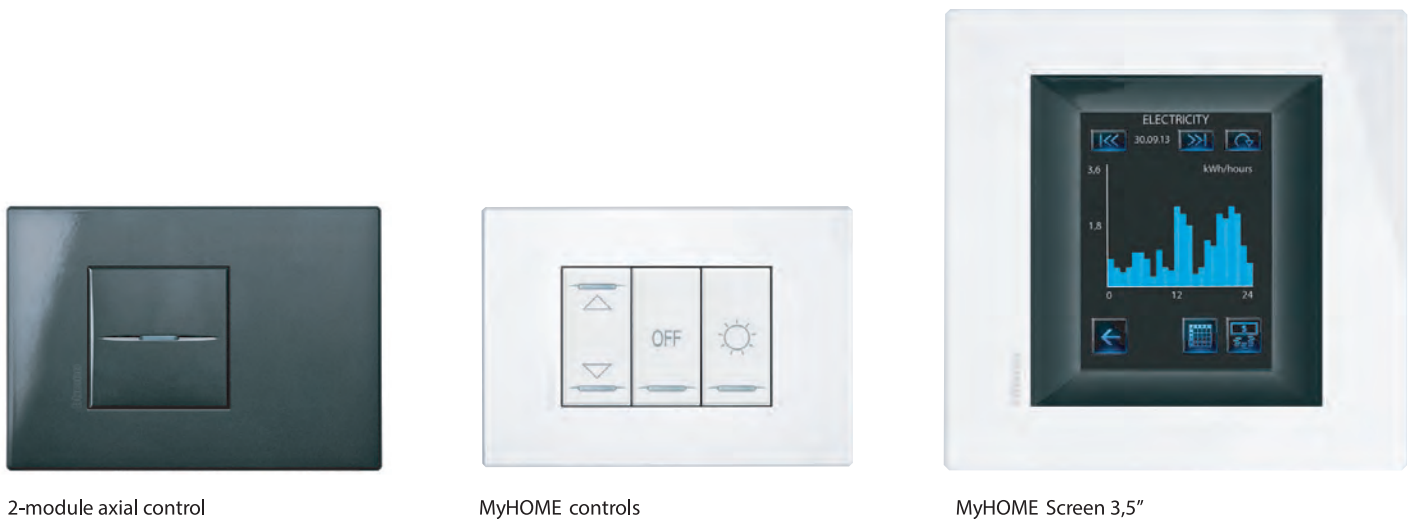 ELECTRICITY
30.09.13
3,6
kWh/hours
1,8
0 12 24
OFF
2-module axial control
MyHOME controls
MyHOME Screen 3,5”